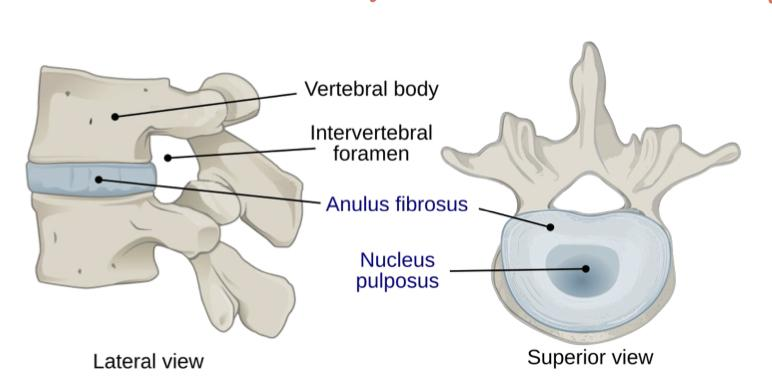 Vertebral body
Intervertebral
foramen
Anulus fibrosus
Nucleus
pulposus
Lateral view
Superior view